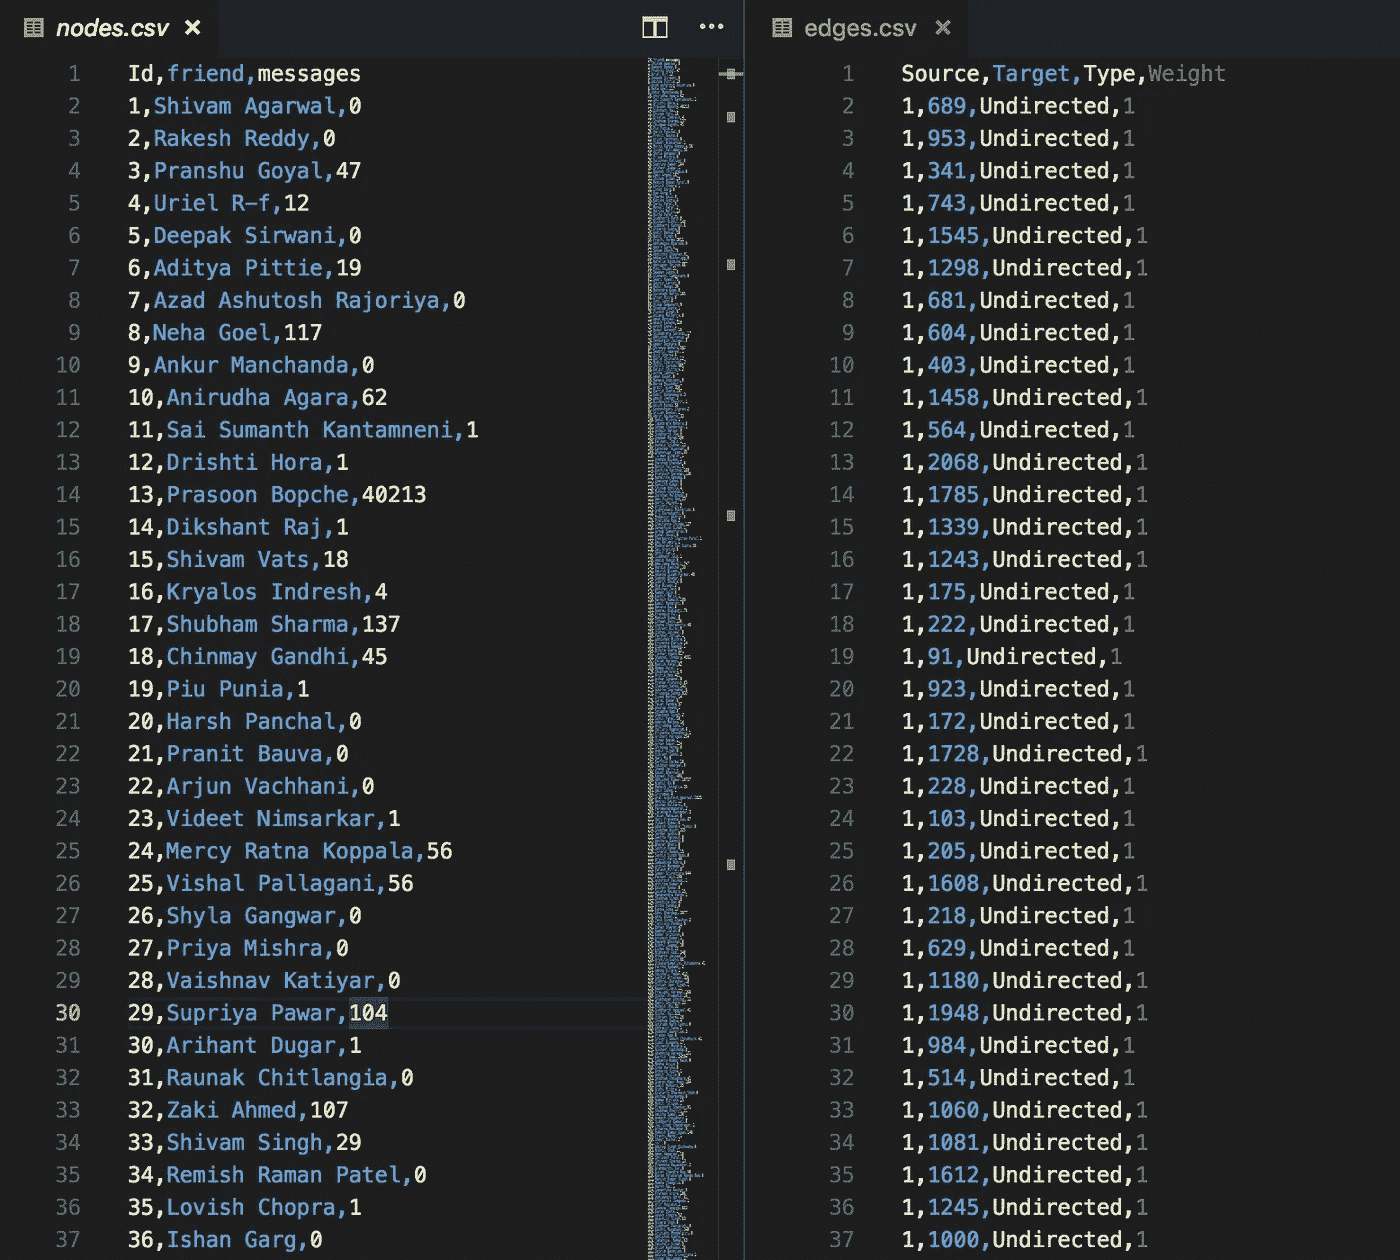 nodes.csv
1 Id,friend,messages
2 1,Shivam Agarwal,0
3 2,Rakesh Reddy,0
4 3,Pranshu Goyal,47
5 4,Uriel R-f,12
6 5,Deepak Sirwani,0
7 6,Aditya Pittie,19
8 7,Azad Ashutosh Rajoriya,0
9 8,Neha Goel,117
10 9,Ankur Manchanda,0
11 10,Anirudha Agara,62
12 11,Sai Sumanth Kantamneni,1
13 12,Drishti Hora,1
14 13,Prasoon Bopche,40213
15 14,Dikshant Raj,1
16 15,Shivam Vats,18
17 16,Kryalos Indresh,4
18 17,Shubham Sharma,137
19 18,Chinmay Gandhi,45
20 19,Piu Punia,1
21 20,Harsh Panchal,0
22 21,Pranit Bauva,0
23 22,Arjun Vachhani,0
24 23,Videet Nimsarkar,1
25 24,Mercy Ratna Koppala,56
26 25,Vishal Pallagani,56
27 26,Shyla Gangwar,0
28 27,Priya Mishra,0
29 28,Vaishnav Katiyar,0
30 29,Supriya Pawar,104
31 30,Arihant Dugar,1
32 31,Raunak Chitlangia,0
33 32,Zaki Ahmed,107
34 33,Shivam Singh,29
35 34,Remish Raman Patel,0
36 35,Lovish Chopra,1
37 36,Ishan Garg,0
edges.csv
1 Source,Target,Type,Weight
2 1,689,Undirected,1
3 1,953,Undirected,1
4 1,341,Undirected,1
5 1,743,Undirected,1
6 1,1545,Undirected,1
7 1,1298,Undirected,1
8 1,681,Undirected,1
9 1,604,Undirected,1
10 1,403,Undirected,1
11 1,1458,Undirected,1
12 1,564,Undirected,1
13 1,2068,Undirected,1
14 1,1785,Undirected,1
15 1,1339,Undirected,1
16 1,1243,Undirected,1
17 1,175,Undirected,1
18 1,222,Undirected,1
19 1,91,Undirected,1
20 1,923,Undirected,1
21 1,172,Undirected,1
22 1,1728,Undirected,1
23 1,228,Undirected,1
24 1,103,Undirected,1
25 1,205,Undirected,1
26 1,1608,Undirected,1
27 1,218,Undirected,1
28 1,629,Undirected,1
29 1,1180,Undirected,1
30 1,1948,Undirected,1
31 1,984,Undirected,1
32 1,514,Undirected,1
33 1,1060,Undirected,1
34 1,1081,Undirected,1
35 1,1612,Undirected,1
36 1,1245,Undirected,1
37 1,1000,Undirected,1